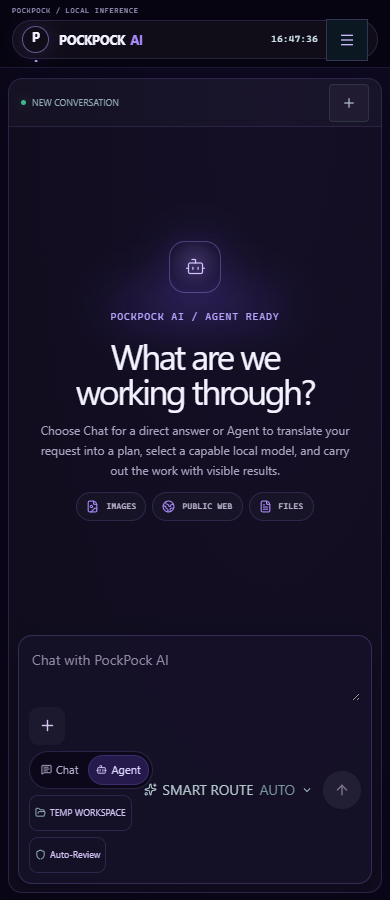 POCKPOCK / LOCAL INFERENCE
P POCKPOCK AI 16:47:36
NEW CONVERSATION
POCKPOCK AI / AGENT READY
What are we
working through?
Choose Chat for a direct answer or Agent to translate your
request into a plan, select a capable local model, and carry
out the work with visible results.
IMAGES PUBLIC WEB FILES
Chat with PockPock AI
Chat Agent
SMART ROUTE AUTO
TEMP WORKSPACE
Auto-Review